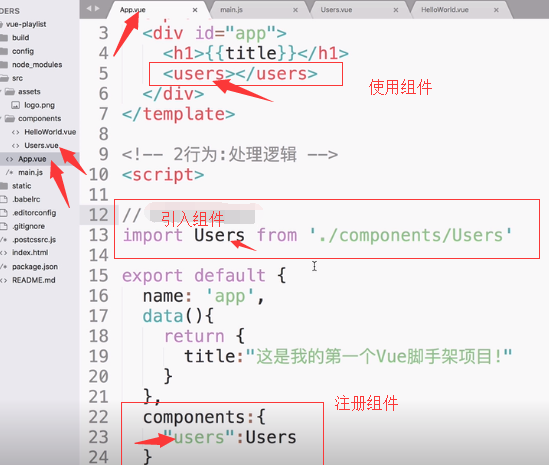 DERS
vue-playlist
build
config
node_modules
src
assets
logo.png
components
HelloWorld.vue
Users.vue
App.vue
main.js
static
.babelrc
.editorconfig
.gitignore
.postcssrc.js
index.html
package.json
README.md
App.vue × main.js × Users.vue × HelloWorld.vue ×
3
4 <div id="app">
5 <h1>{{title}}</h1>
5 <users></users> 使用组件
6 </div>
7 </template>
8
9 <!-- 2行为:处理逻辑 -->
10 <script>
11
12 // 引入组件
13 import Users from './components/Users'
14
15 export default {
16 name: 'app',
17 data(){
18 return {
19 title:"这是我的第一个Vue脚手架项目!"
20 }
21 },
22 components:{ 注册组件
23 "users":Users
24 }